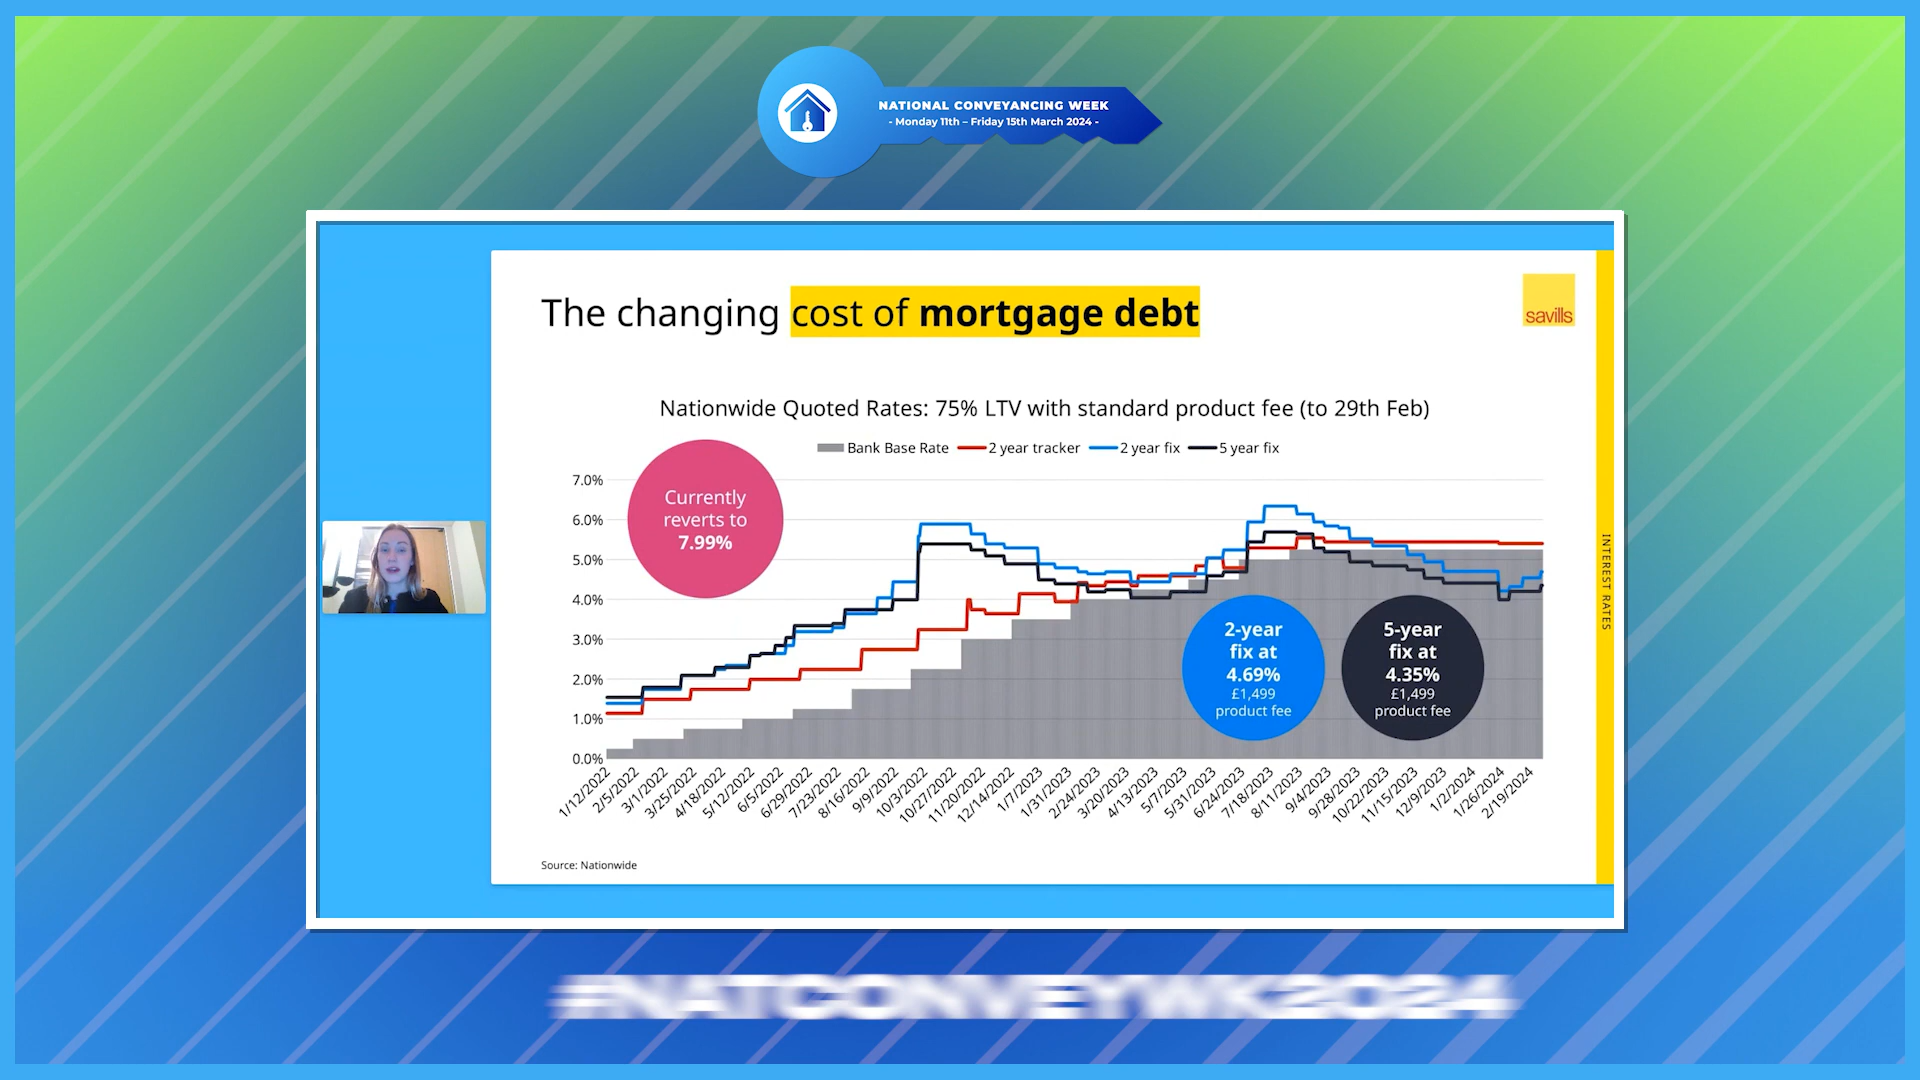 NATIONAL CONVEYANCING WEEK
- Monday 11th – Friday 15th March 2024 -
The changing cost of mortgage debt
savills
Nationwide Quoted Rates: 75% LTV with standard product fee (to 29th Feb)
Bank Base Rate 2 year tracker 2 year fix 5 year fix
Currently
reverts to
7.99%
7.0%
6.0%
5.0%
4.0%
3.0%
2.0%
1.0%
0.0%
2-year
fix at
4.69%
£1,499
product fee
5-year
fix at
4.35%
£1,499
product fee
INTEREST RATES
1/12/2022
2/5/2022
3/1/2022
3/25/2022
4/18/2022
5/12/2022
6/5/2022
6/29/2022
7/23/2022
8/16/2022
9/9/2022
10/3/2022
10/27/2022
11/20/2022
12/14/2022
1/7/2023
1/31/2023
2/24/2023
3/20/2023
4/13/2023
5/7/2023
5/31/2023
6/24/2023
7/18/2023
8/11/2023
9/4/2023
9/28/2023
10/22/2023
11/15/2023
12/9/2023
1/2/2024
1/26/2024
2/19/2024
Source: Nationwide
#NATCONVEYWK2024